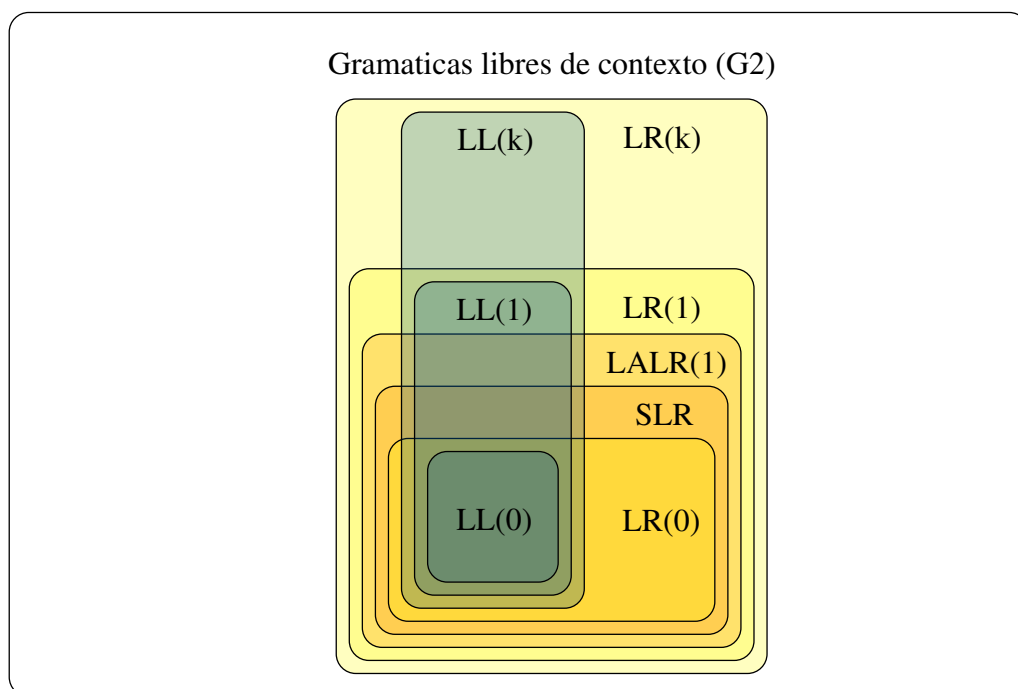 Gramaticas libres de contexto (G2)
LL(k) LR(k)
LL(1) LR(1)
LALR(1)
SLR
LL(0) LR(0)